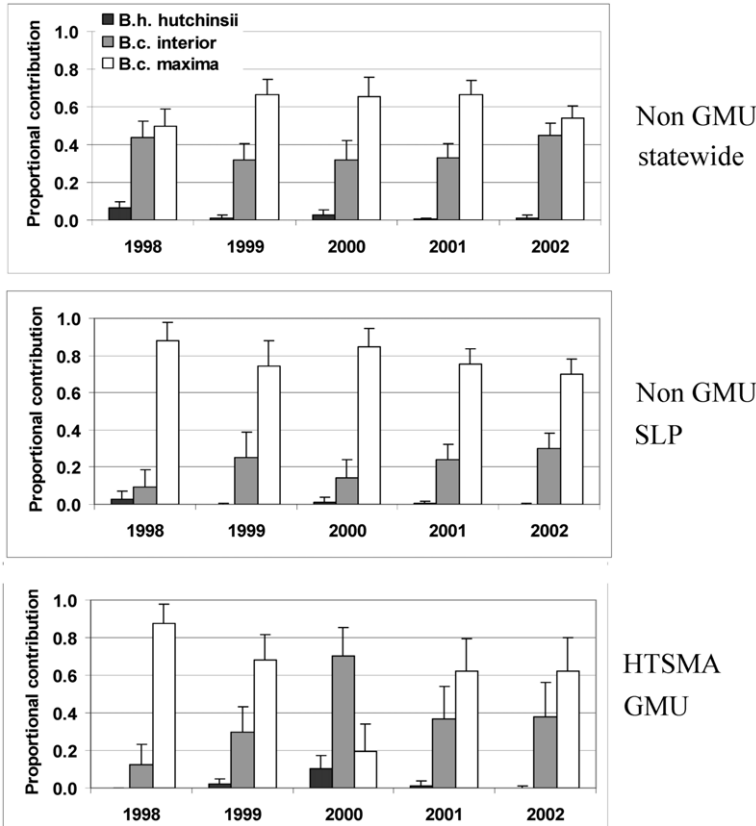 B.h. hutchinsii
B.c. interior
B.c. maxima
Proportional contribution
1.0
0.8
0.6
0.4
0.2
0.0
1998 1999 2000 2001 2002
Non GMU
statewide
Proportional contribution
1.0
0.8
0.6
0.4
0.2
0.0
1998 1999 2000 2001 2002
Non GMU
SLP
Proportional contribution
1.0
0.8
0.6
0.4
0.2
0.0
1998 1999 2000 2001 2002
HTSMA
GMU